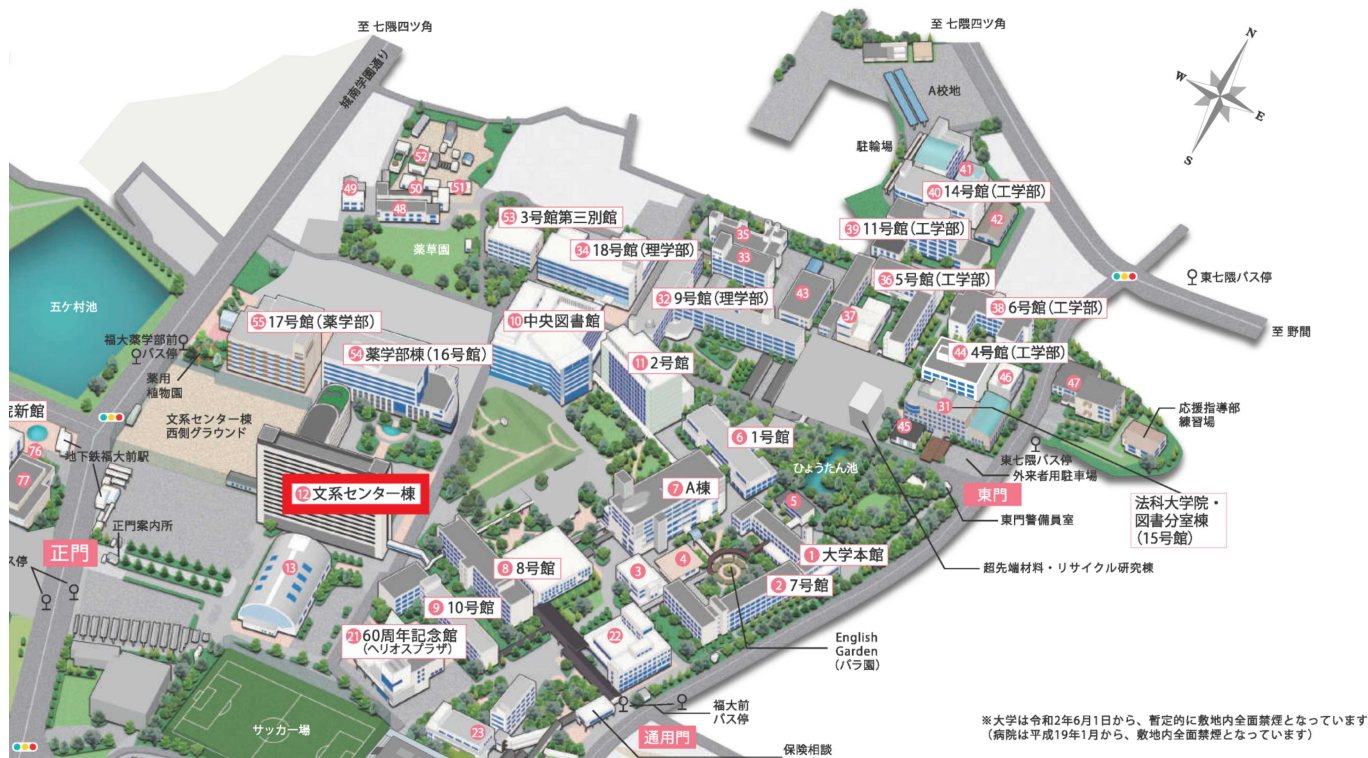 至 七隈四ツ角
城南学園通り
至 七隈四ツ角
A校地
駐輪場
N
W
E
S
52
49
50
51
48
薬草園
53 3号館第三別館
34 18号館(理学部)
35
33
41
40 14号館(工学部)
42
39 11号館(工学部)
36 5号館(工学部)
32 9号館(理学部)
43
37
38 6号館(工学部)
東七隈バス停
至 野間
五ケ村池
55 17号館(薬学部)
福大薬学部前
バス停
薬用
植物園
54 薬学部棟(16号館)
10 中央図書館
11 2号館
44 4号館(工学部)
46
47
31
45
応援指導部
練習場
文系センター棟
西側グラウンド
院新館
76
地下鉄福大前駅
77
12 文系センター棟
6 1号館
ひょうたん池
7 A棟
5
東七隈バス停
外来者用駐車場
東門
東門警備員室
法科大学院・
図書分室棟
(15号館)
超先端材料・リサイクル研究棟
正門案内所
正門
ス停
13
8 8号館
3
4
1 大学本館
2 7号館
9 10号館
21 60周年記念館
(ヘリオスプラザ)
22
English
Garden
(バラ園)
サッカー場
23
福大前
バス停
通用門
保険相談
※大学は令和2年6月1日から、暫定的に敷地内全面禁煙となっています
(病院は平成19年1月から、敷地内全面禁煙となっています)